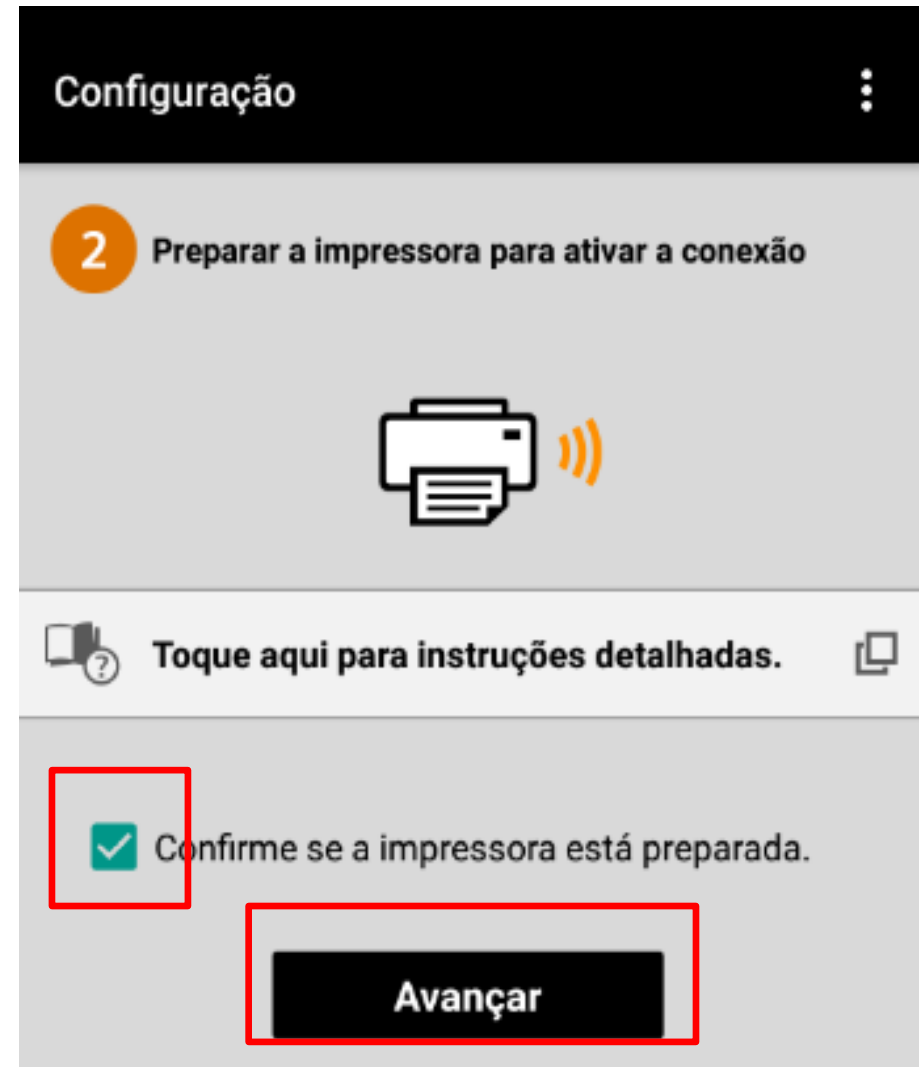 Configuração
2 Preparar a impressora para ativar a conexão
? Toque aqui para instruções detalhadas.
Confirme se a impressora está preparada.
Avançar